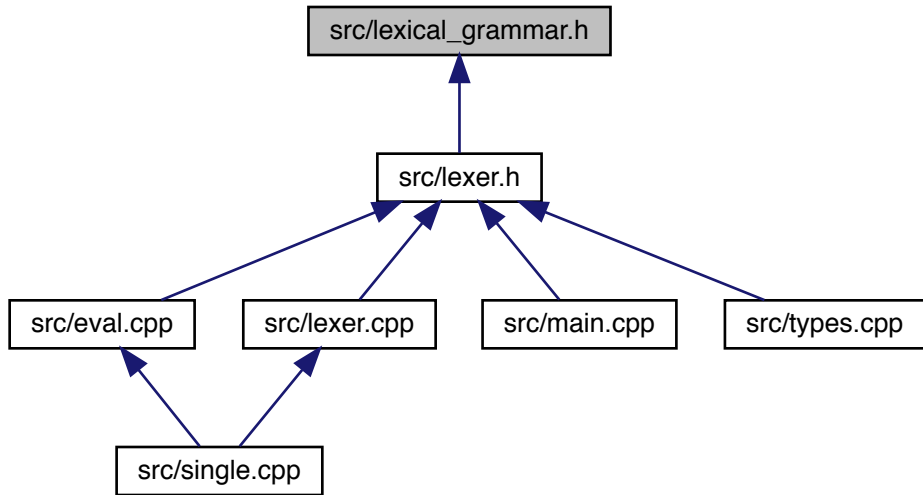 src/lexical_grammar.h
src/lexer.h
src/eval.cpp
src/lexer.cpp
src/main.cpp
src/types.cpp
src/single.cpp